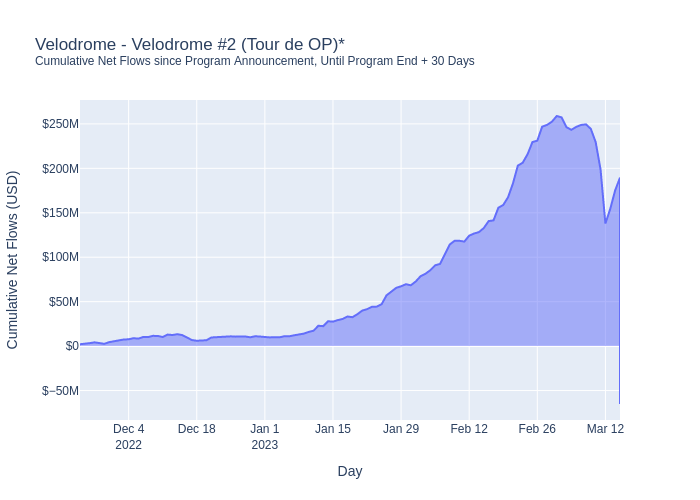 Velodrome - Velodrome #2 (Tour de OP)*
Cumulative Net Flows since Program Announcement, Until Program End + 30 Days
Cumulative Net Flows (USD)
$250M
$200M
$150M
$100M
$50M
$0
$−50M
Dec 4 Dec 18 Jan 1 Jan 15 Jan 29 Feb 12 Feb 26 Mar 12
2022 2023
Day